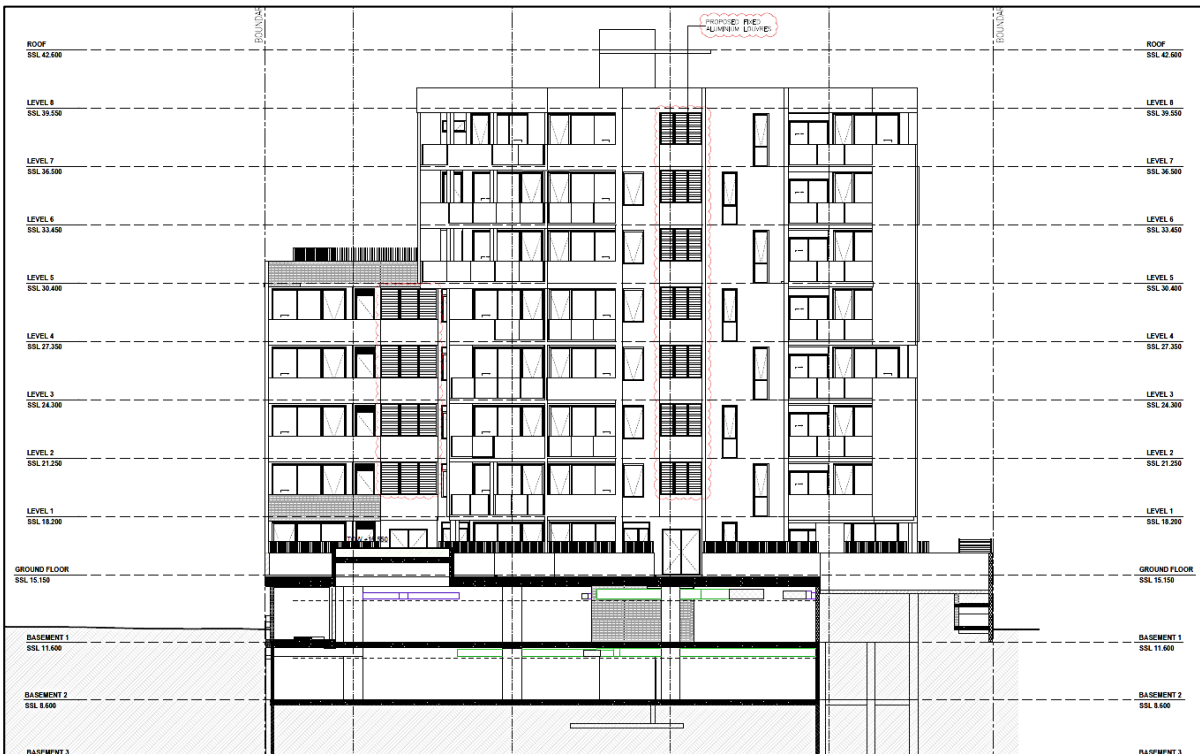 BOUNDAR
PROPOSED FIXED
ALUMINIUM LOUVRES
BOUNDAR
ROOF
SSL 42.600
ROOF
SSL 42.600
LEVEL 8
SSL 39.550
LEVEL 8
SSL 39.550
LEVEL 7
SSL 36.500
LEVEL 7
SSL 36.500
LEVEL 6
SSL 33.450
LEVEL 6
SSL 33.450
LEVEL 5
SSL 30.400
LEVEL 5
SSL 30.400
LEVEL 4
SSL 27.350
LEVEL 4
SSL 27.350
LEVEL 3
SSL 24.300
LEVEL 3
SSL 24.300
LEVEL 2
SSL 21.250
LEVEL 2
SSL 21.250
LEVEL 1
SSL 18.200
LEVEL 1
SSL 18.200
GROUND FLOOR
SSL 15.150
GROUND FLOOR
SSL 15.150
BASEMENT 1
SSL 11.600
BASEMENT 1
SSL 11.600
BASEMENT 2
SSL 8.600
BASEMENT 2
SSL 8.600
BASEMENT 3
BASEMENT 3